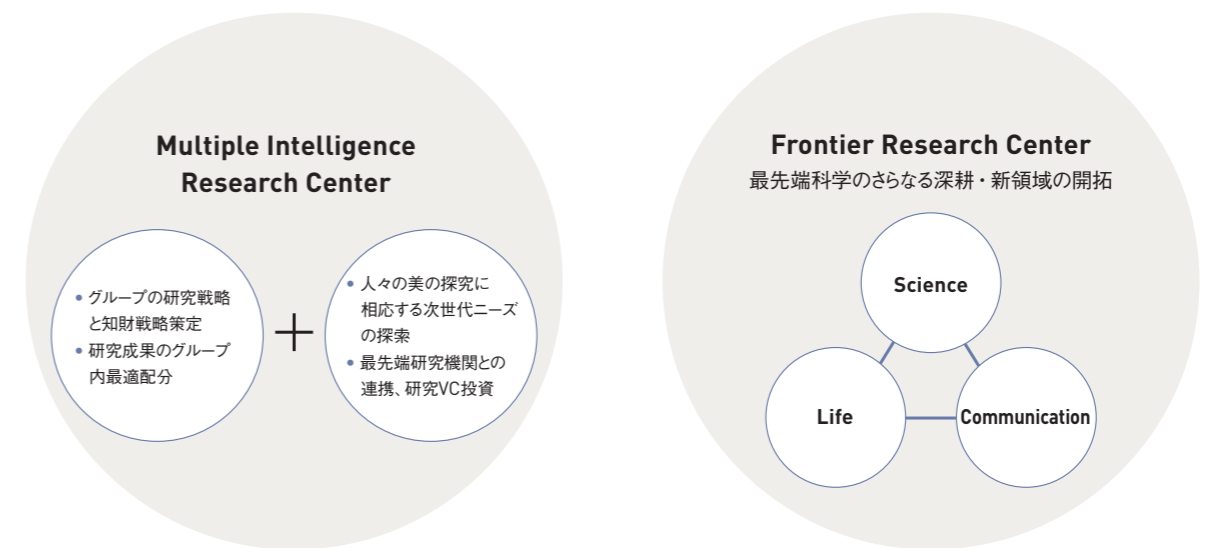 Multiple Intelligence
Research Center
• グループの研究戦略
と知財戦略策定
• 研究成果のグループ
内最適配分
＋
• 人々の美の探究に
相応する次世代ニーズ
の探索
• 最先端研究機関との
連携、研究VC投資
Frontier Research Center
最先端科学のさらなる深耕・新領域の開拓
Science
Life
Communication